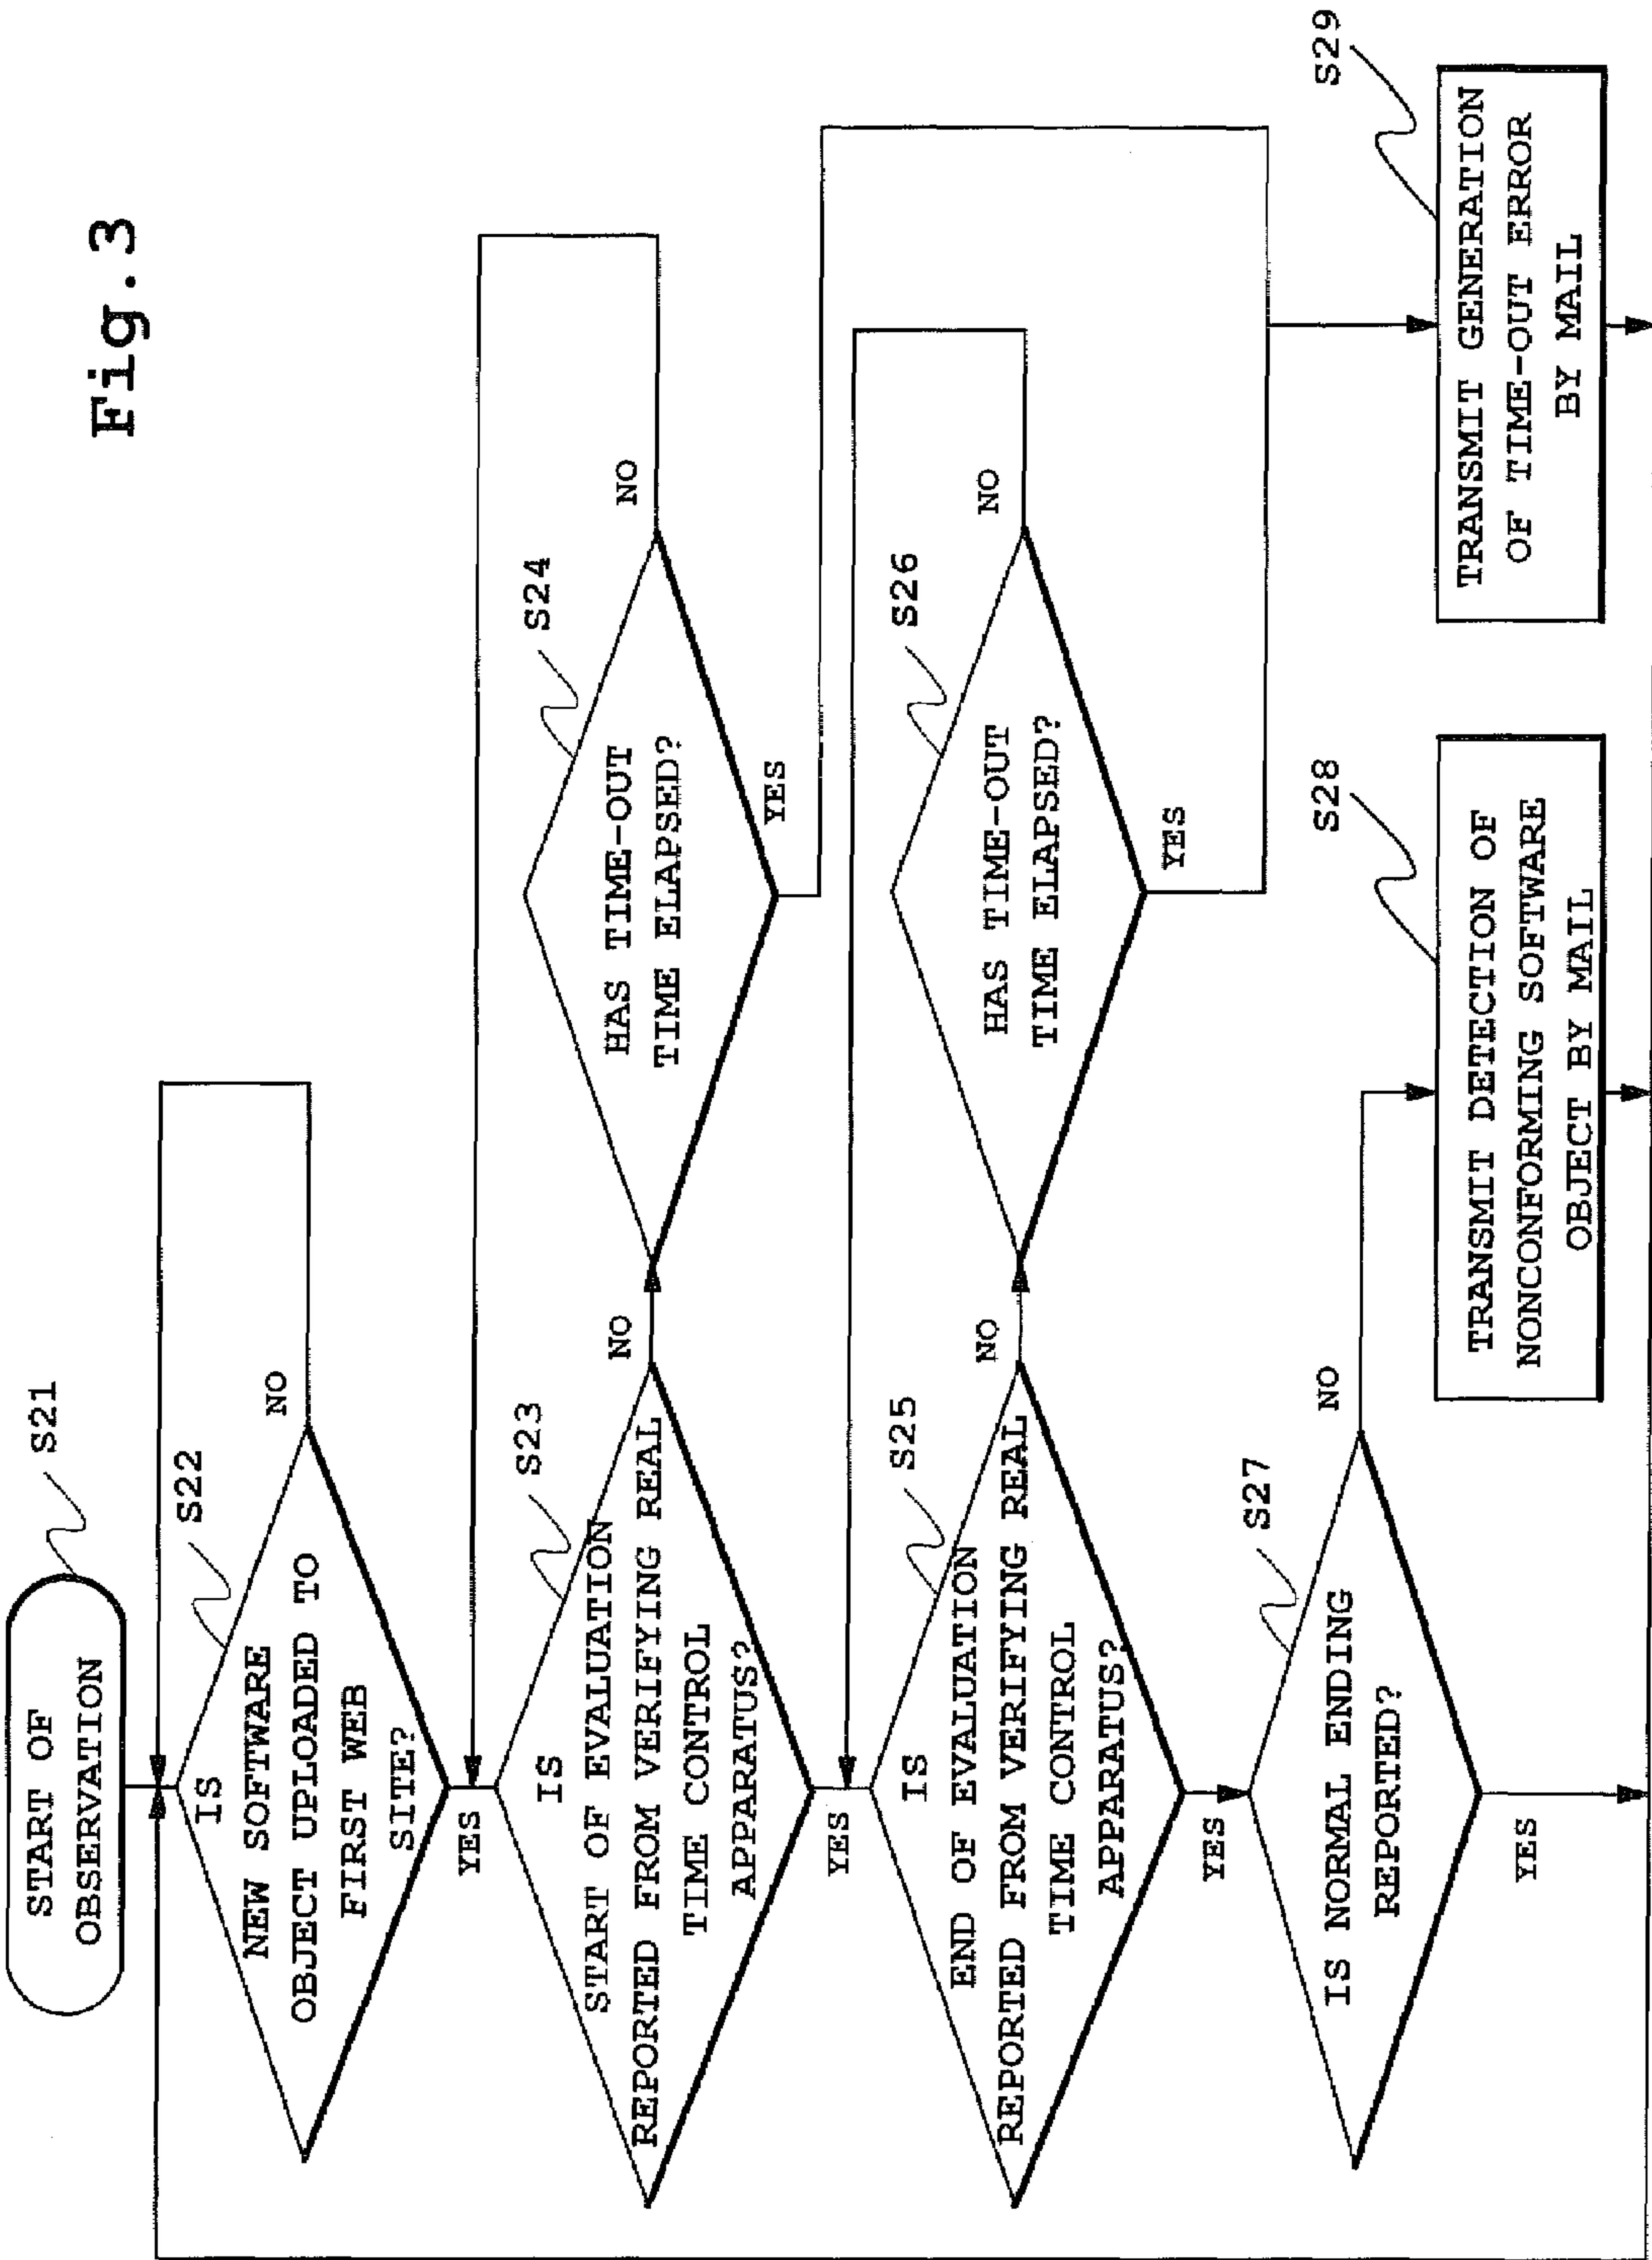 Fig.3
START OF
OBSERVATION
S21
IS
NEW SOFTWARE
OBJECT UPLOADED TO
FIRST WEB
SITE?
S22
NO
YES
IS
START OF EVALUATION
REPORTED FROM VERIFYING REAL
TIME CONTROL
APPARATUS?
S23
NO
YES
HAS TIME-OUT
TIME ELAPSED?
S24
NO
YES
IS
END OF EVALUATION
REPORTED FROM VERIFYING REAL
TIME CONTROL
APPARATUS?
S25
NO
YES
HAS TIME-OUT
TIME ELAPSED?
S26
NO
YES
IS NORMAL ENDING
REPORTED?
S27
NO
YES
TRANSMIT DETECTION OF
NONCONFORMING SOFTWARE
OBJECT BY MAIL
S28
TRANSMIT GENERATION
OF TIME-OUT ERROR
BY MAIL
S29